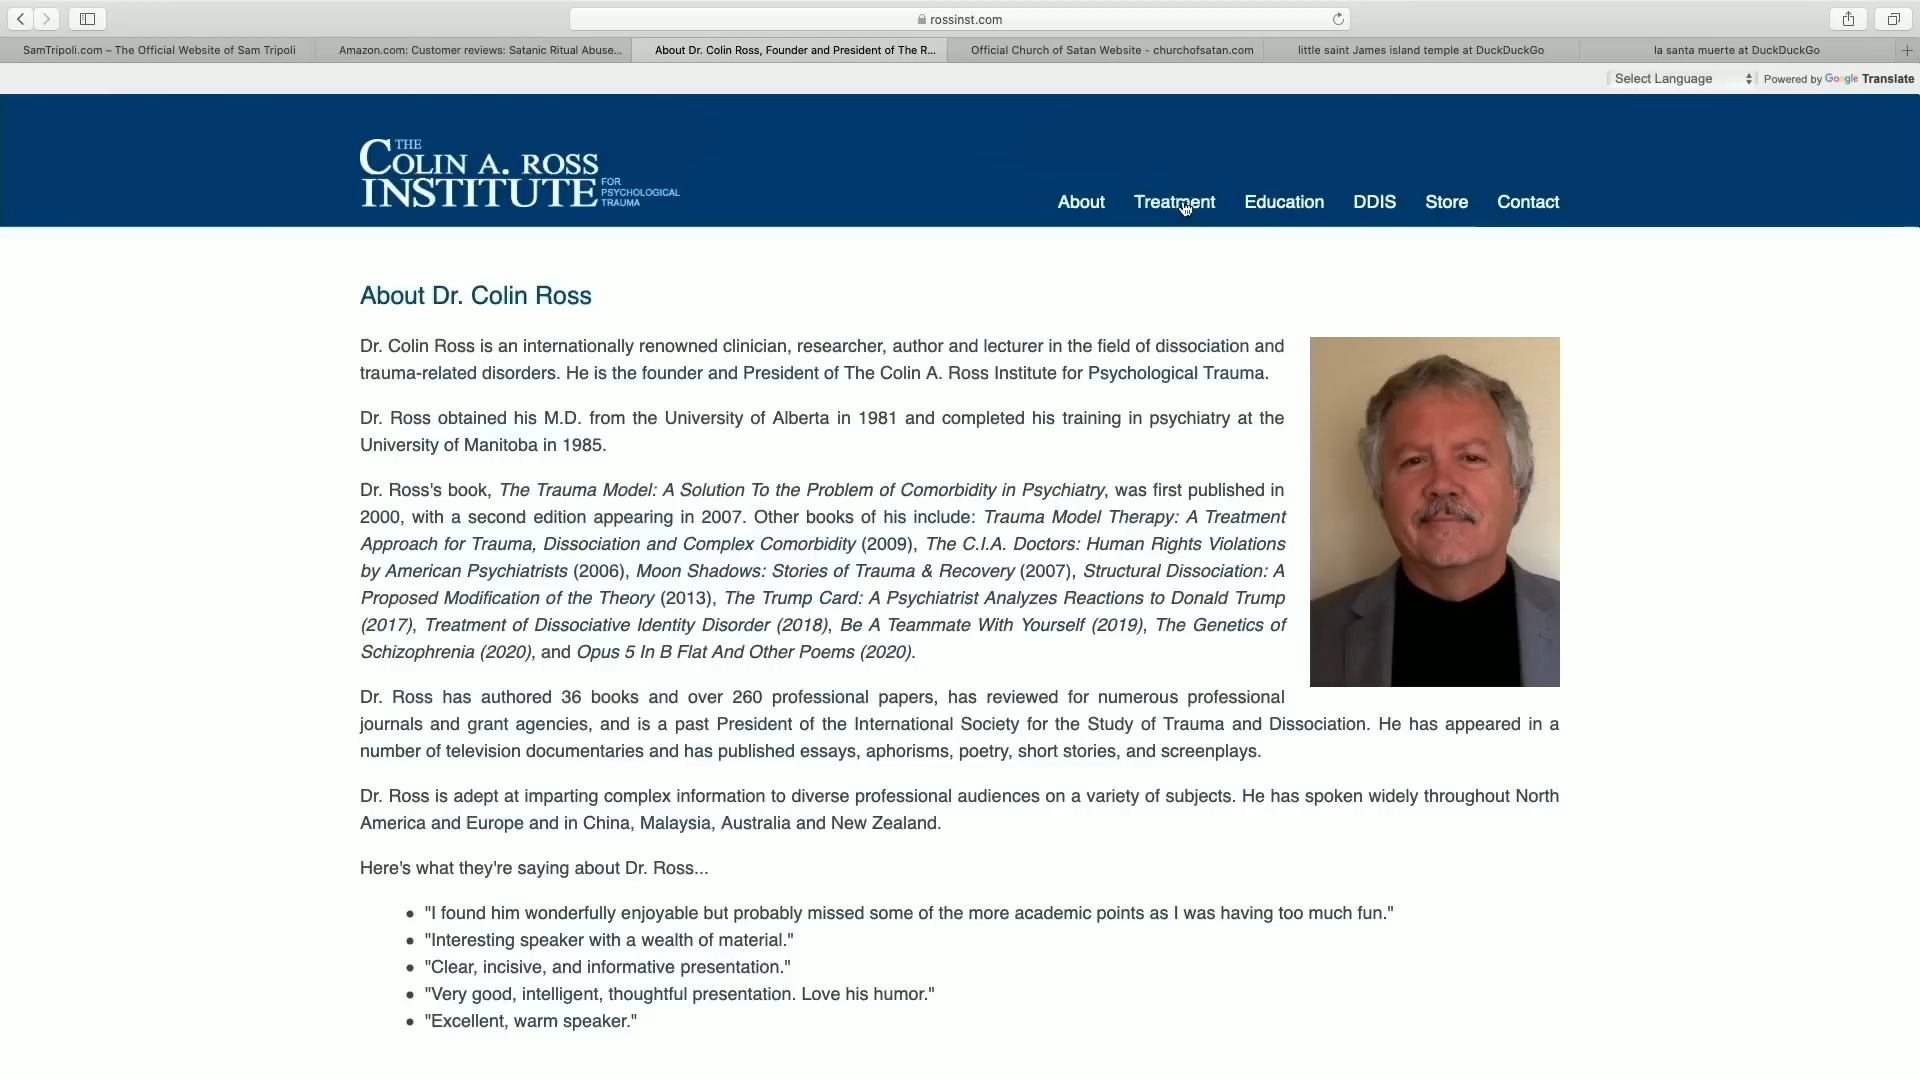 rossinst.com
SamTripoli.com – The Official Website of Sam Tripoli
Amazon.com: Customer reviews: Satanic Ritual Abuse...
About Dr. Colin Ross, Founder and President of The R...
Official Church of Satan Website - churchofsatan.com
little saint James island temple at DuckDuckGo
la santa muerte at DuckDuckGo
Select Language
Powered by Google Translate
THE
COLIN A. ROSS
INSTITUTE
FOR
PSYCHOLOGICAL
TRAUMA
About
Treatment
Education
DDIS
Store
Contact
About Dr. Colin Ross
Dr. Colin Ross is an internationally renowned clinician, researcher, author and lecturer in the field of dissociation and
trauma-related disorders. He is the founder and President of The Colin A. Ross Institute for Psychological Trauma.
Dr. Ross obtained his M.D. from the University of Alberta in 1981 and completed his training in psychiatry at the
University of Manitoba in 1985.
Dr. Ross's book, The Trauma Model: A Solution To the Problem of Comorbidity in Psychiatry, was first published in
2000, with a second edition appearing in 2007. Other books of his include: Trauma Model Therapy: A Treatment
Approach for Trauma, Dissociation and Complex Comorbidity (2009), The C.I.A. Doctors: Human Rights Violations
by American Psychiatrists (2006), Moon Shadows: Stories of Trauma & Recovery (2007), Structural Dissociation: A
Proposed Modification of the Theory (2013), The Trump Card: A Psychiatrist Analyzes Reactions to Donald Trump
(2017), Treatment of Dissociative Identity Disorder (2018), Be A Teammate With Yourself (2019), The Genetics of
Schizophrenia (2020), and Opus 5 In B Flat And Other Poems (2020).
Dr. Ross has authored 36 books and over 260 professional papers, has reviewed for numerous professional
journals and grant agencies, and is a past President of the International Society for the Study of Trauma and Dissociation. He has appeared in a
number of television documentaries and has published essays, aphorisms, poetry, short stories, and screenplays.
Dr. Ross is adept at imparting complex information to diverse professional audiences on a variety of subjects. He has spoken widely throughout North
America and Europe and in China, Malaysia, Australia and New Zealand.
Here's what they're saying about Dr. Ross...
"I found him wonderfully enjoyable but probably missed some of the more academic points as I was having too much fun."
"Interesting speaker with a wealth of material."
"Clear, incisive, and informative presentation."
"Very good, intelligent, thoughtful presentation. Love his humor."
"Excellent, warm speaker."